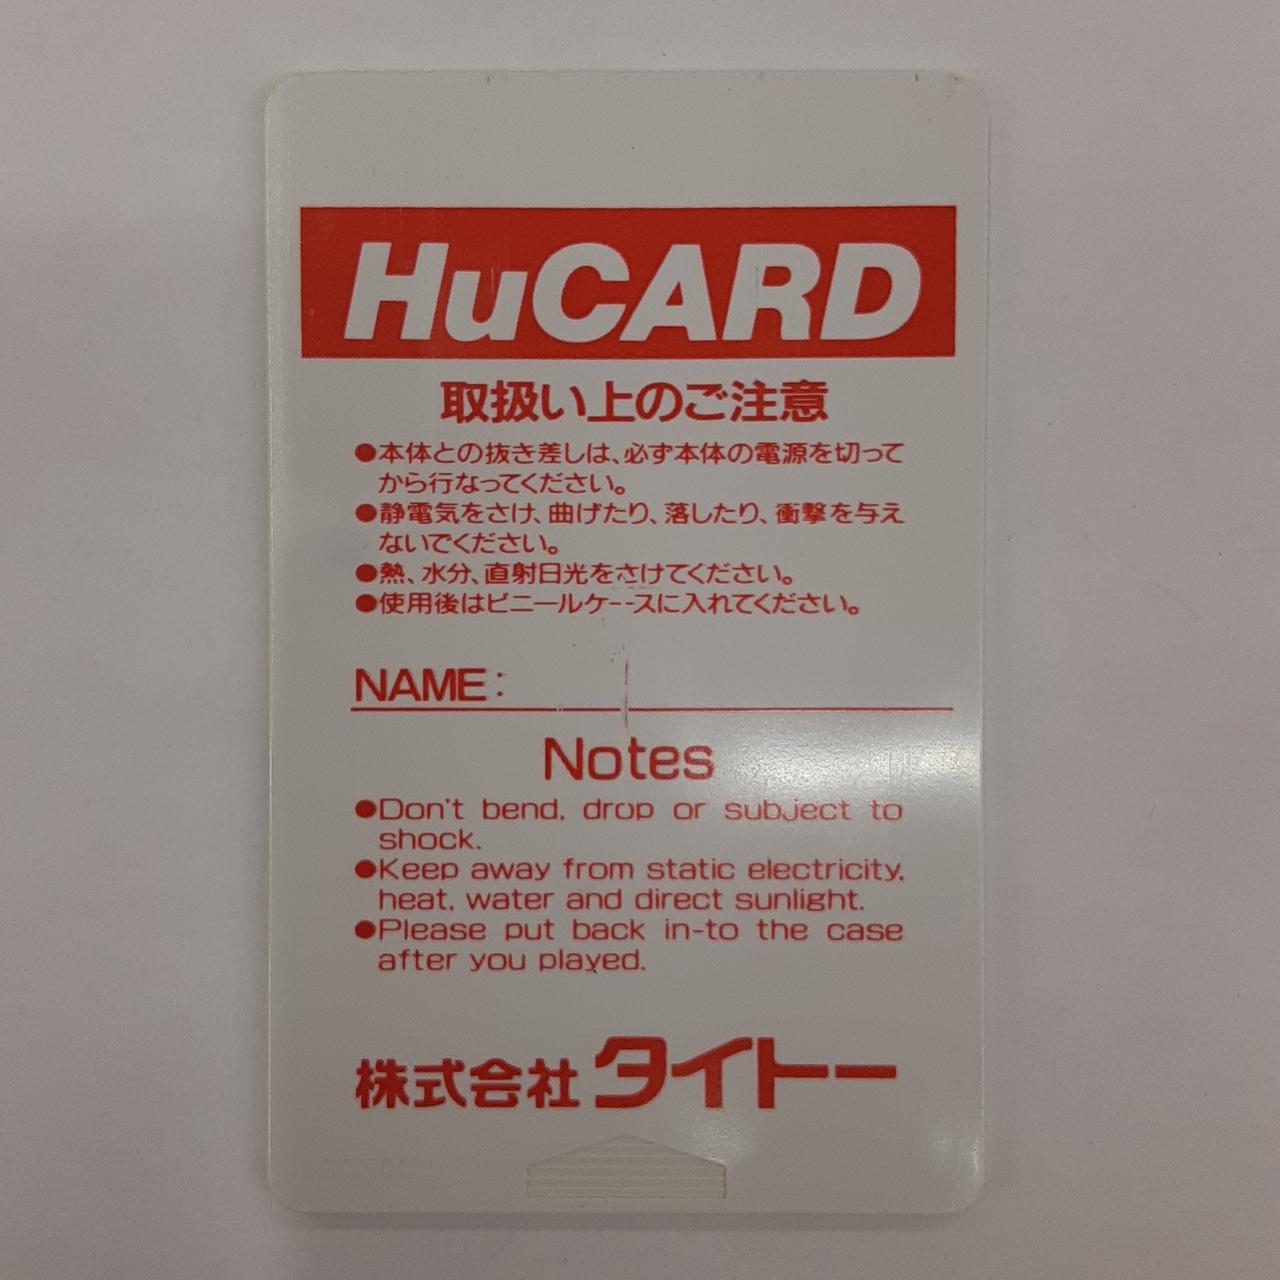 HuCARD
取扱い上のご注意
●本体との抜き差しは、必ず本体の電源を切って
から行なってください。
●静電気をさけ、曲げたり、落したり、衝撃を与え
ないでください。
●熱、水分、直射日光をさけてください。
●使用後はビニールケースに入れてください。
NAME:
Notes
●Don't bend, drop or subject to
shock.
●Keep away from static electricity,
heat, water and direct sunlight.
●Please put back in-to the case
after you played.
株式会社タイトー